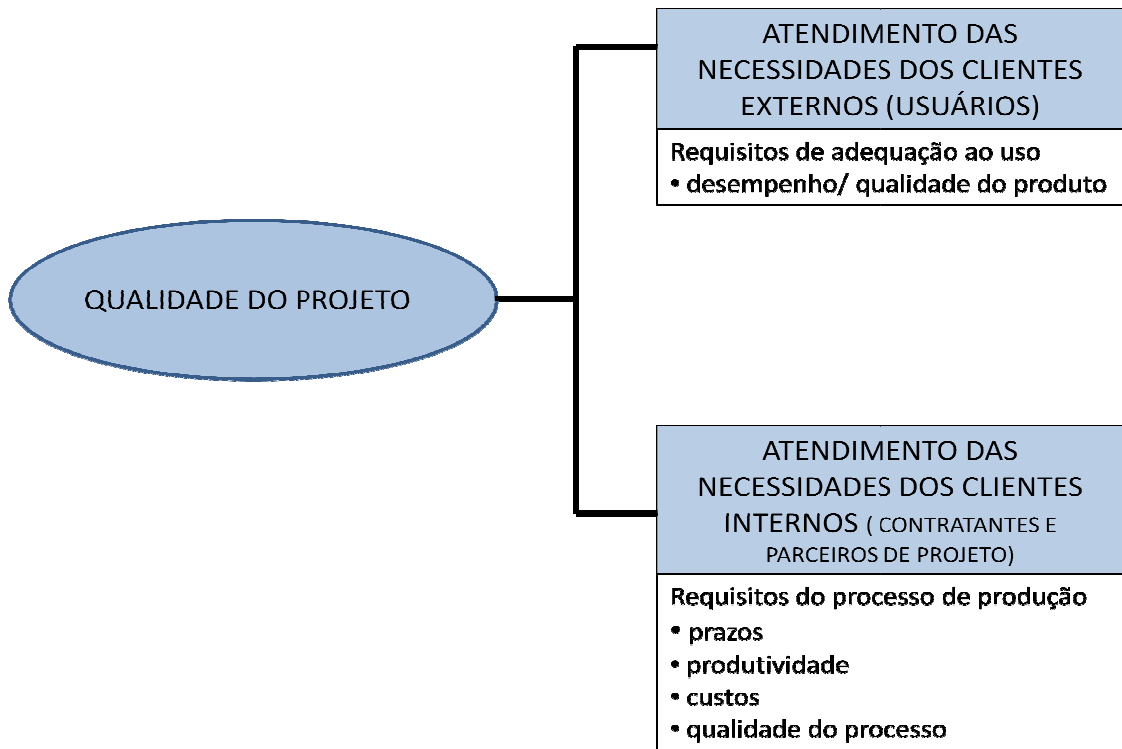 ATENDIMENTO DAS
NECESSIDADES DOS CLIENTES
EXTERNOS (USUÁRIOS)
Requisitos de adequação ao uso
• desempenho/ qualidade do produto
QUALIDADE DO PROJETO
ATENDIMENTO DAS
NECESSIDADES DOS CLIENTES
INTERNOS ( CONTRATANTES E
PARCEIROS DE PROJETO)
Requisitos do processo de produção
• prazos
• produtividade
• custos
• qualidade do processo